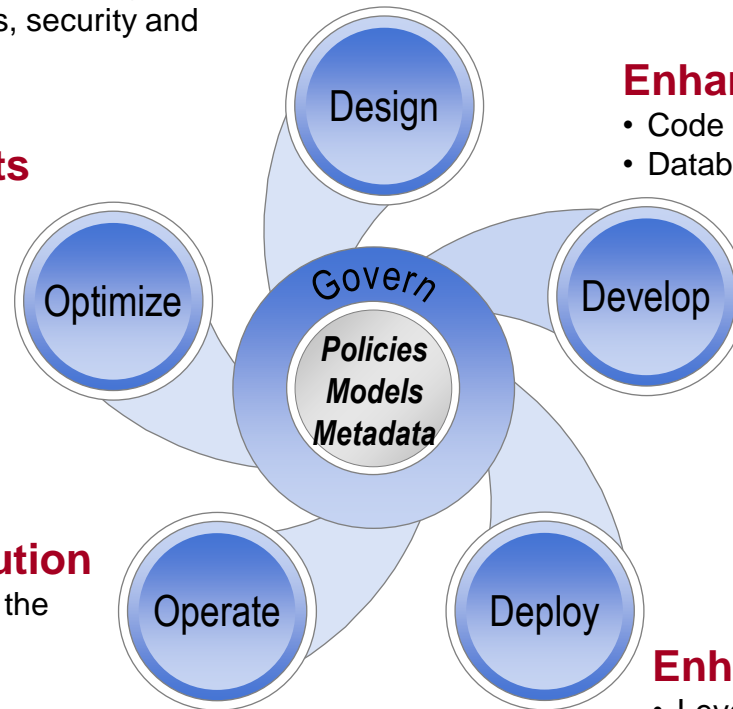 s, security and
Design
Enhan
• Code
• Datab
ts
Optimize
Develop
Govern
Policies
Models
Metadata
ution
the
Operate
Deploy
Enh